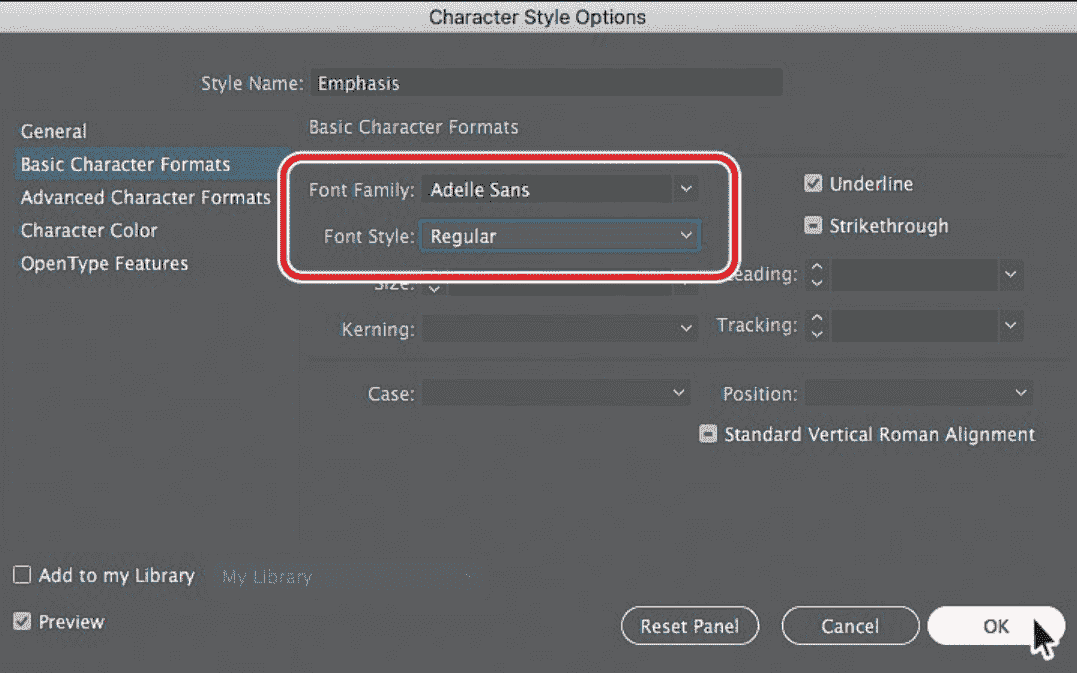 Character Style Options
Style Name: Emphasis
General
Basic Character Formats
Advanced Character Formats
Character Color
OpenType Features
Basic Character Formats
Font Family: Adelle Sans
Font Style: Regular
Underline
Strikethrough
Size:
Leading:
Kerning:
Tracking:
Case:
Position:
Standard Vertical Roman Alignment
Add to my Library My Library
Preview
Reset Panel Cancel OK